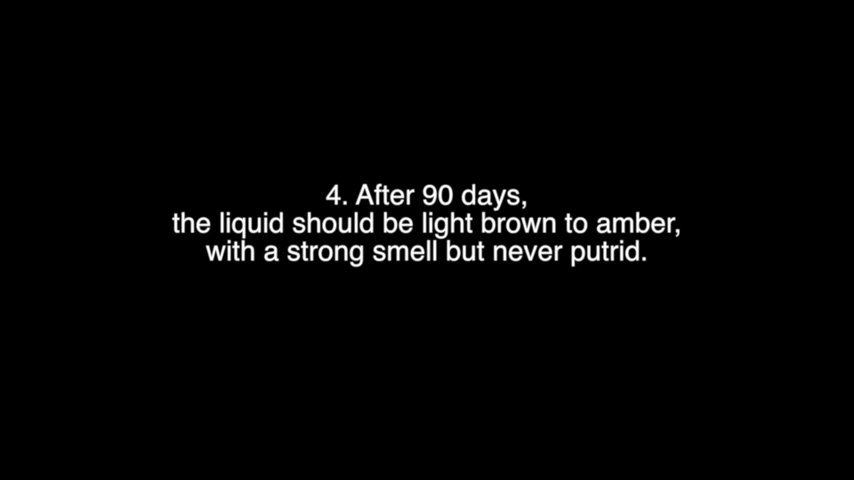 4. After 90 days,
the liquid should be light brown to amber,
with a strong smell but never putrid.